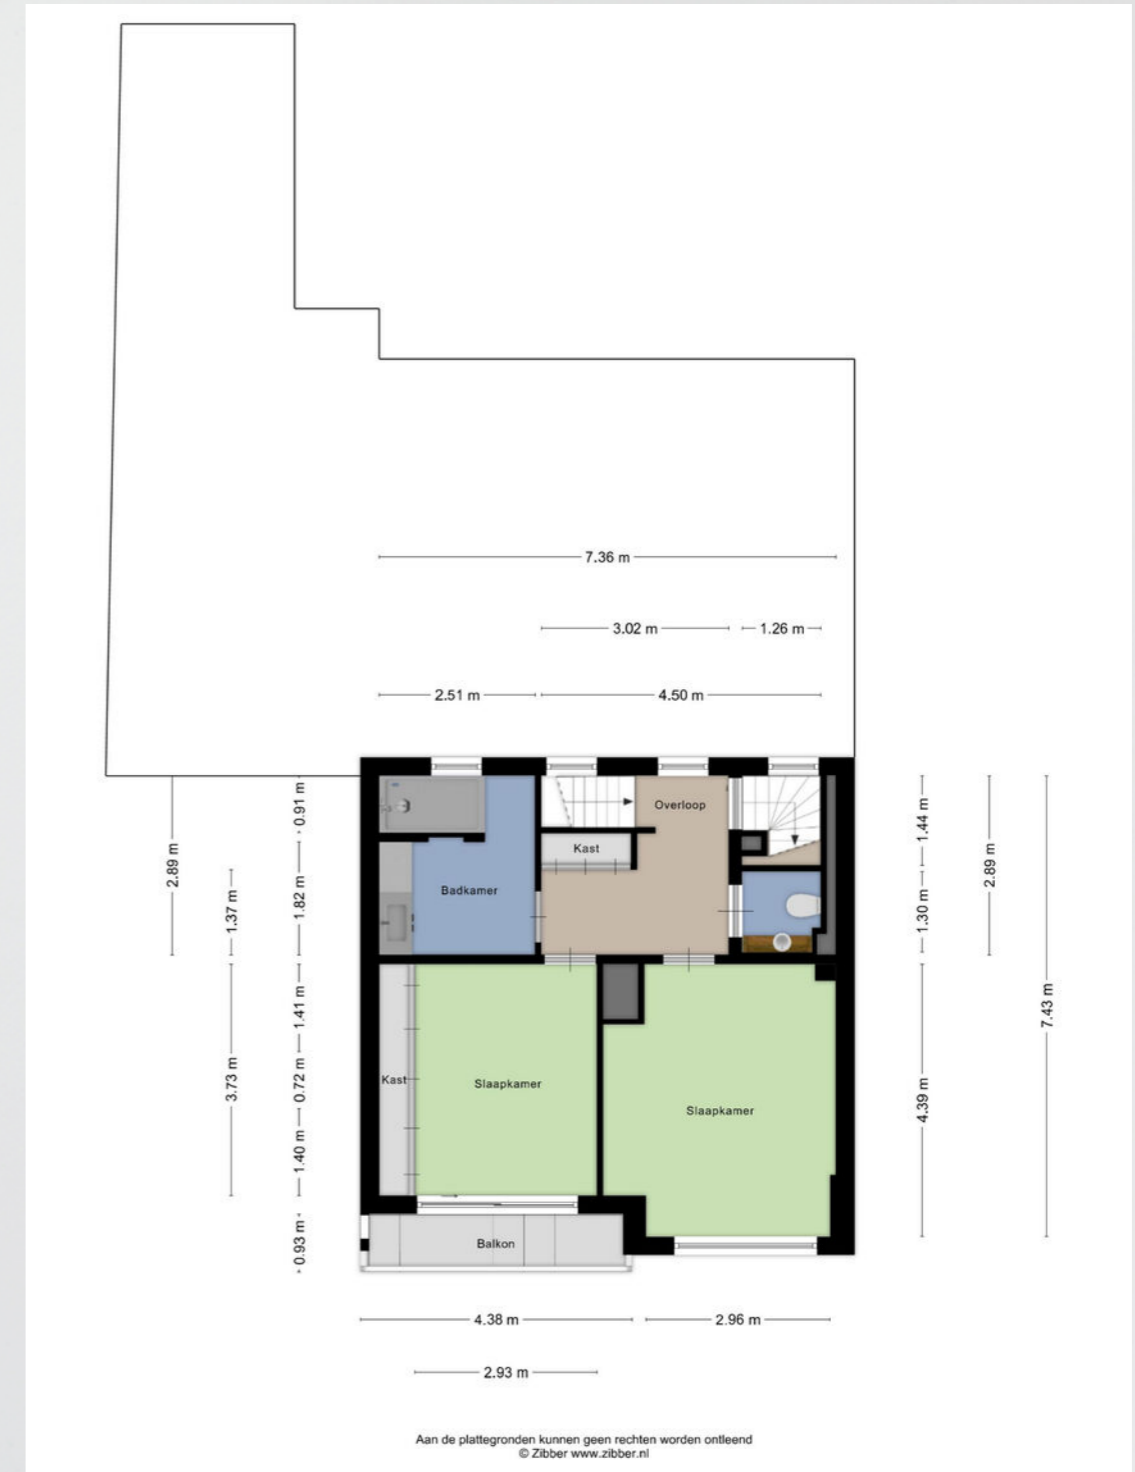 7.36 m
3.02 m
1.26 m
2.51 m
4.50 m
0.91 m
Overloop
1.44 m
Kast
2.89 m
2.89 m
Badkamer
1.82 m
1.37 m
1.30 m
1.41 m
7.43 m
3.73 m
0.72 m
Kast
Slaapkamer
4.39 m
Slaapkamer
1.40 m
0.93 m
Balkon
4.38 m
2.96 m
2.93 m
Aan de plattegronden kunnen geen rechten worden ontleend
© Zibber www.zibber.nl